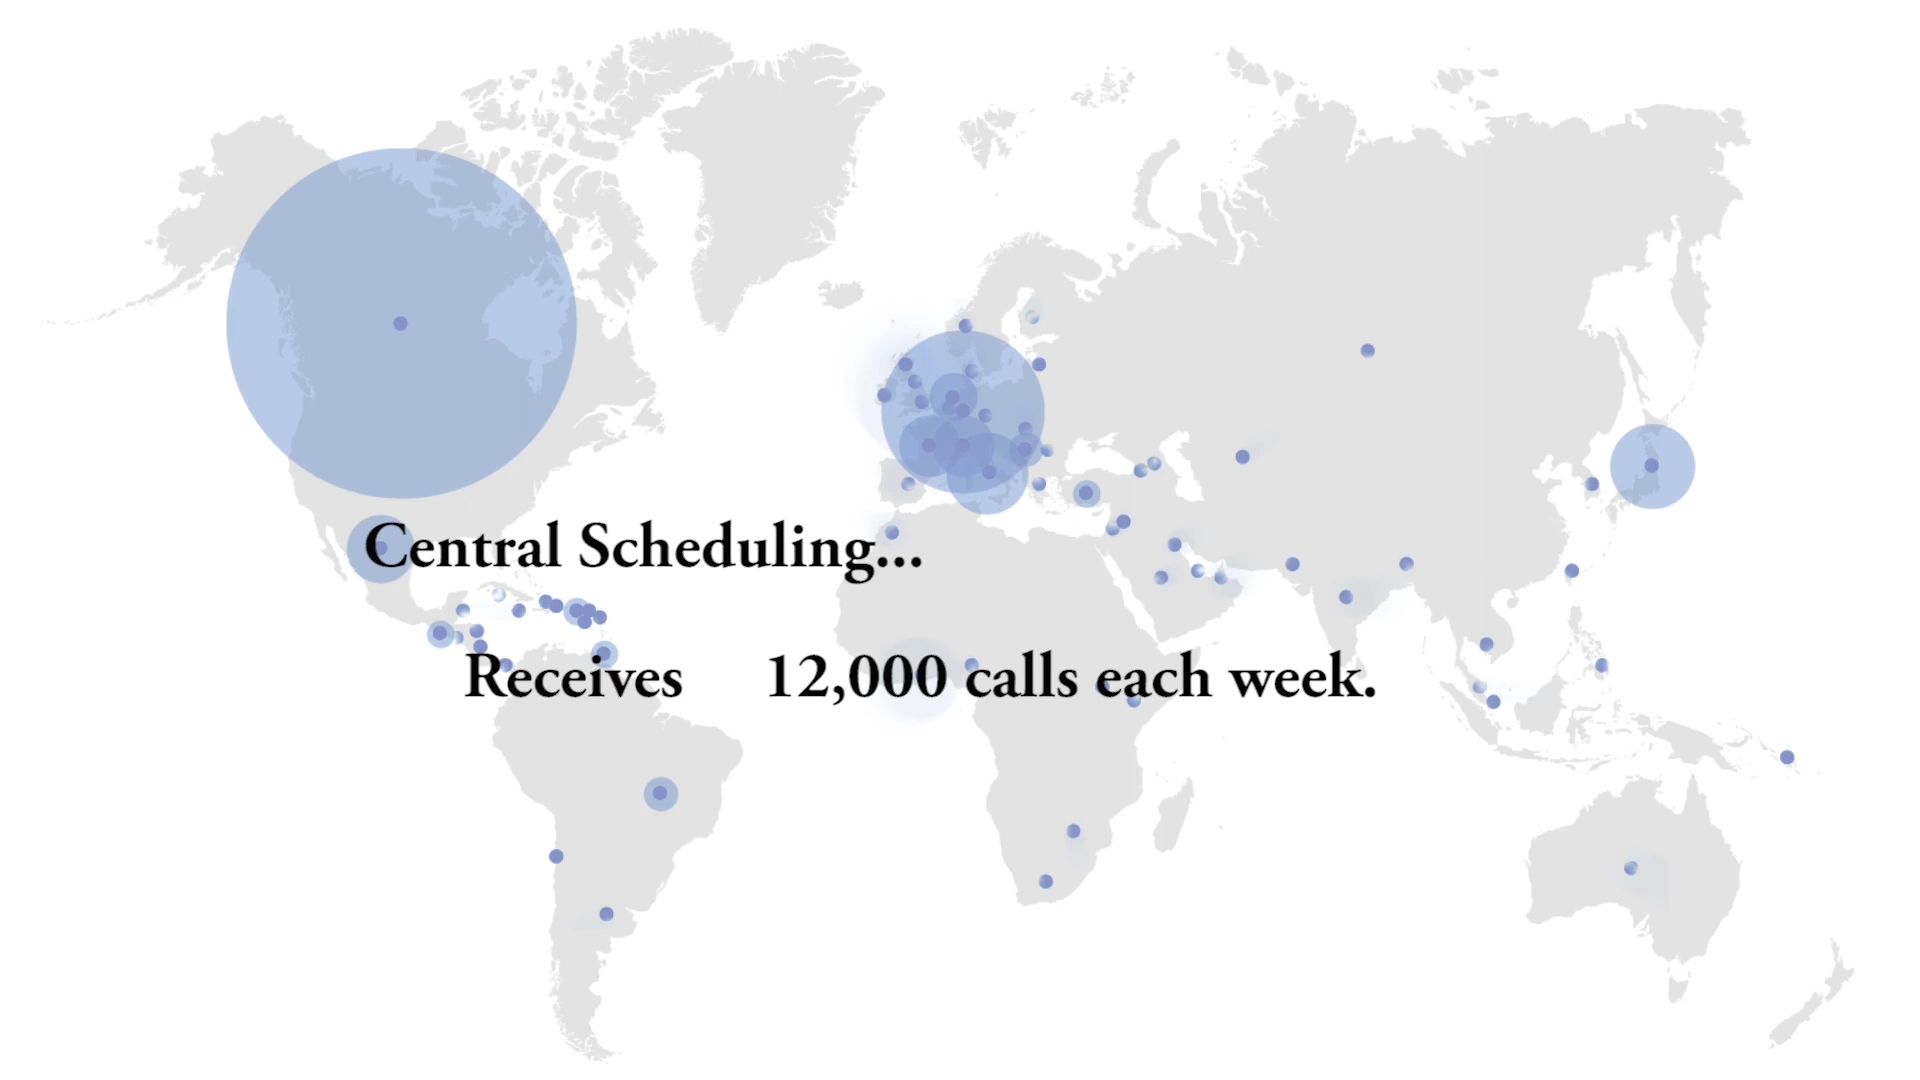 Central Scheduling...
Receives 12,000 calls each week.